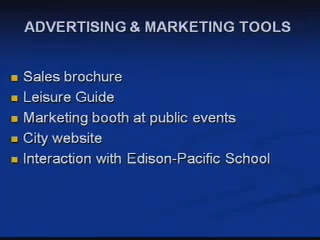 ADVERTISING & MARKETING TOOLS
Sales brochure
Leisure Guide
Marketing booth at public events
City website
Interaction with Edison-Pacific School